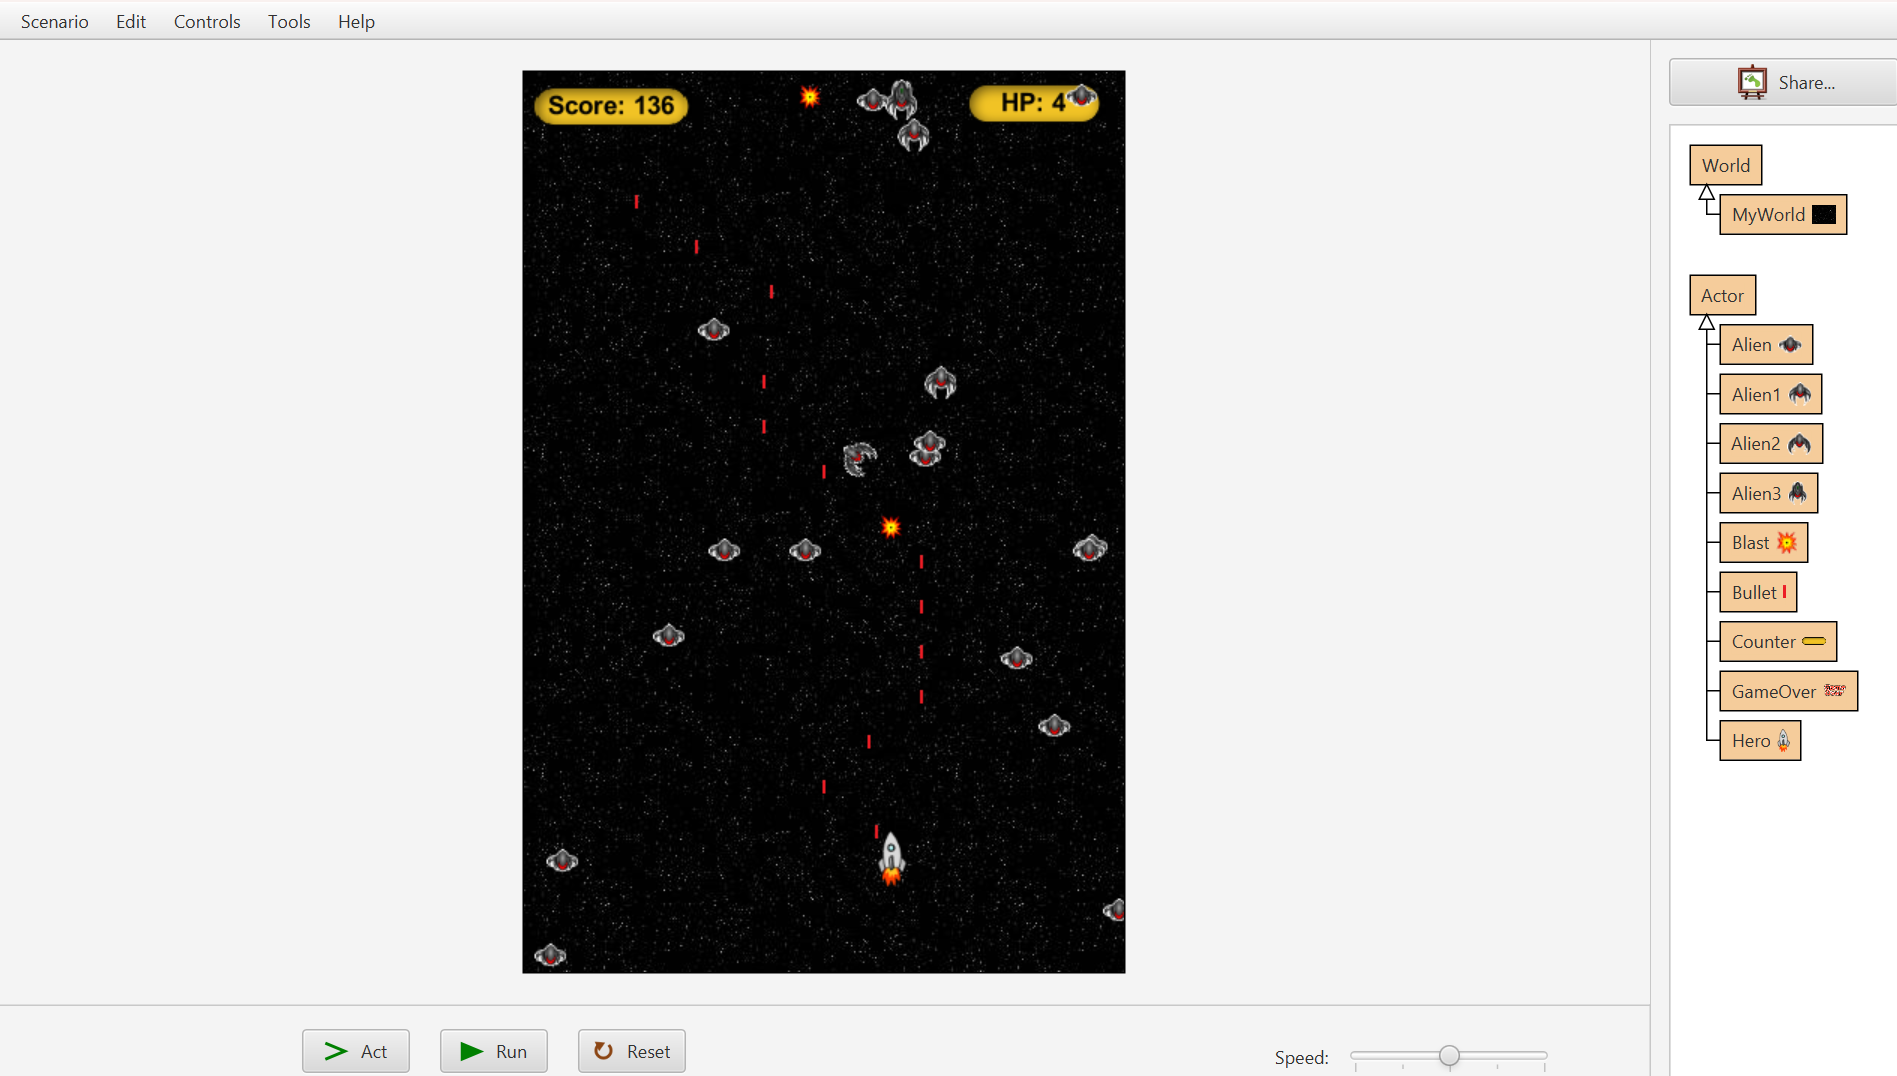 Scenario Edit Controls Tools Help
Share...
Score: 136
HP: 4
World
MyWorld
Actor
Alien
Alien1
Alien2
Alien3
Blast
Bullet
Counter
GameOver
Hero
Act
Run
Reset
Speed: